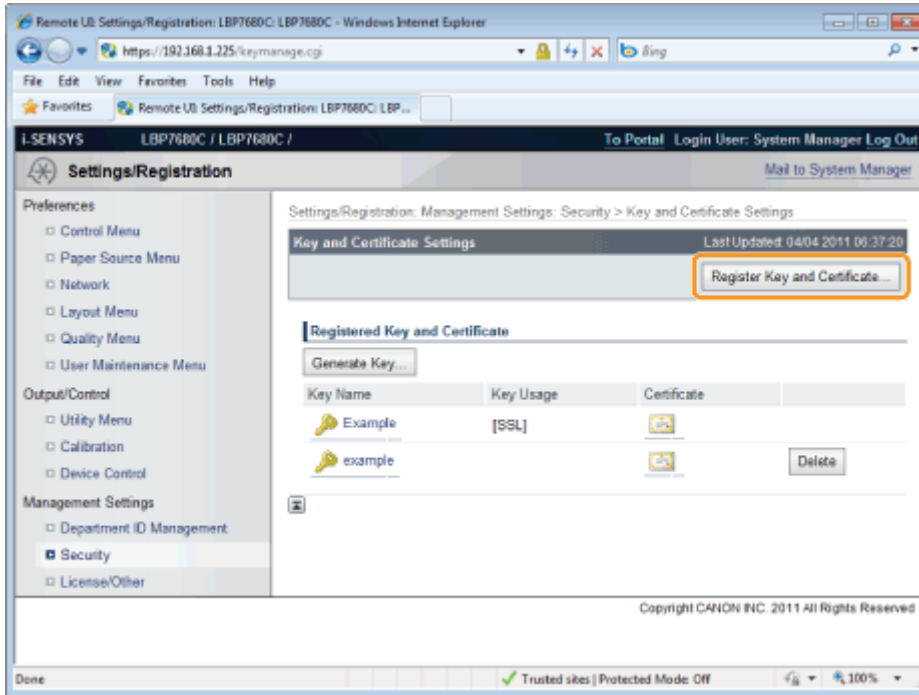 Remote UI: Settings/Registration: LBP7680C: LBP7680C - Windows Internet Explorer
https://192.168.1.225/keymanage.cgi
Bing
File Edit View Favorites Tools Help
Favorites Remote UI: Settings/Registration: LBP7680C: LBP...
i-SENSYS LBP7680C / LBP7680C / To Portal Login User: System Manager Log Out
Settings/Registration Mail to System Manager
Preferences
Control Menu
Paper Source Menu
Network
Layout Menu
Quality Menu
User Maintenance Menu
Output/Control
Utility Menu
Calibration
Device Control
Management Settings
Department ID Management
Security
License/Other
Settings/Registration: Management Settings: Security > Key and Certificate Settings
Key and Certificate Settings Last Updated: 04/04 2011 06:37:20
Register Key and Certificate...
Registered Key and Certificate
Generate Key...
Key Name Key Usage Certificate
Example [SSL]
example Delete
Copyright CANON INC. 2011 All Rights Reserved
Done Trusted sites | Protected Mode: Off 100%